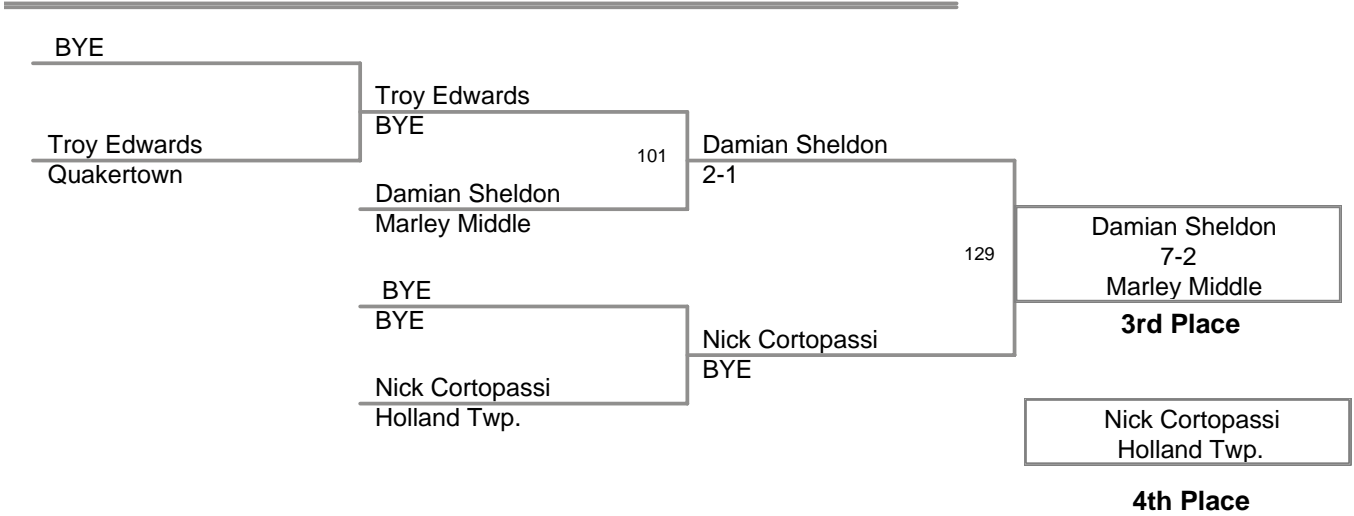 BYE
Troy Edwards
Quakertown
Troy Edwards
BYE
101
Damian Sheldon
Marley Middle
Damian Sheldon
2-1
BYE
BYE
Nick Cortopassi
Holland Twp.
Nick Cortopassi
BYE
129
Damian Sheldon
7-2
Marley Middle
3rd Place
Nick Cortopassi
Holland Twp.
4th Place